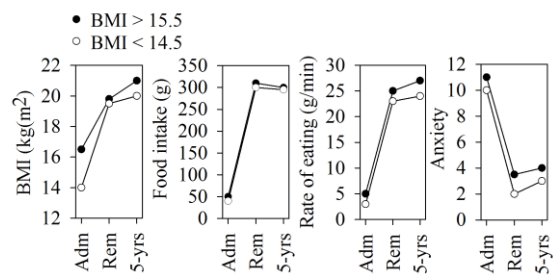 BMI > 15.5
BMI < 14.5
BMI (kg(m2)
22
20
18
16
14
12
Adm
Rem
5-yrs
Food intake (g)
350
300
250
200
150
100
50
0
Adm
Rem
5-yrs
Rate of eating (g/min)
30
25
20
15
10
5
0
Adm
Rem
5-yrs
Anxiety
12
10
8
6
4
2
0
Adm
Rem
5-yrs